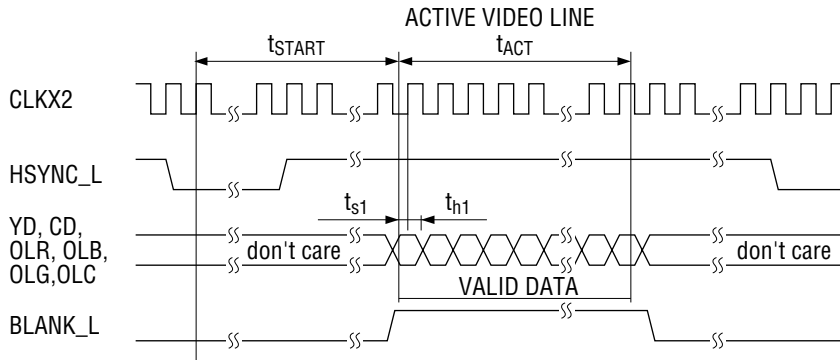 ACTIVE VIDEO LINE
tSTART
tACT
CLKX2
HSYNC_L
ts1
th1
YD, CD,
OLR, OLB,
OLG,OLC
don't care
don't care
VALID DATA
BLANK_L